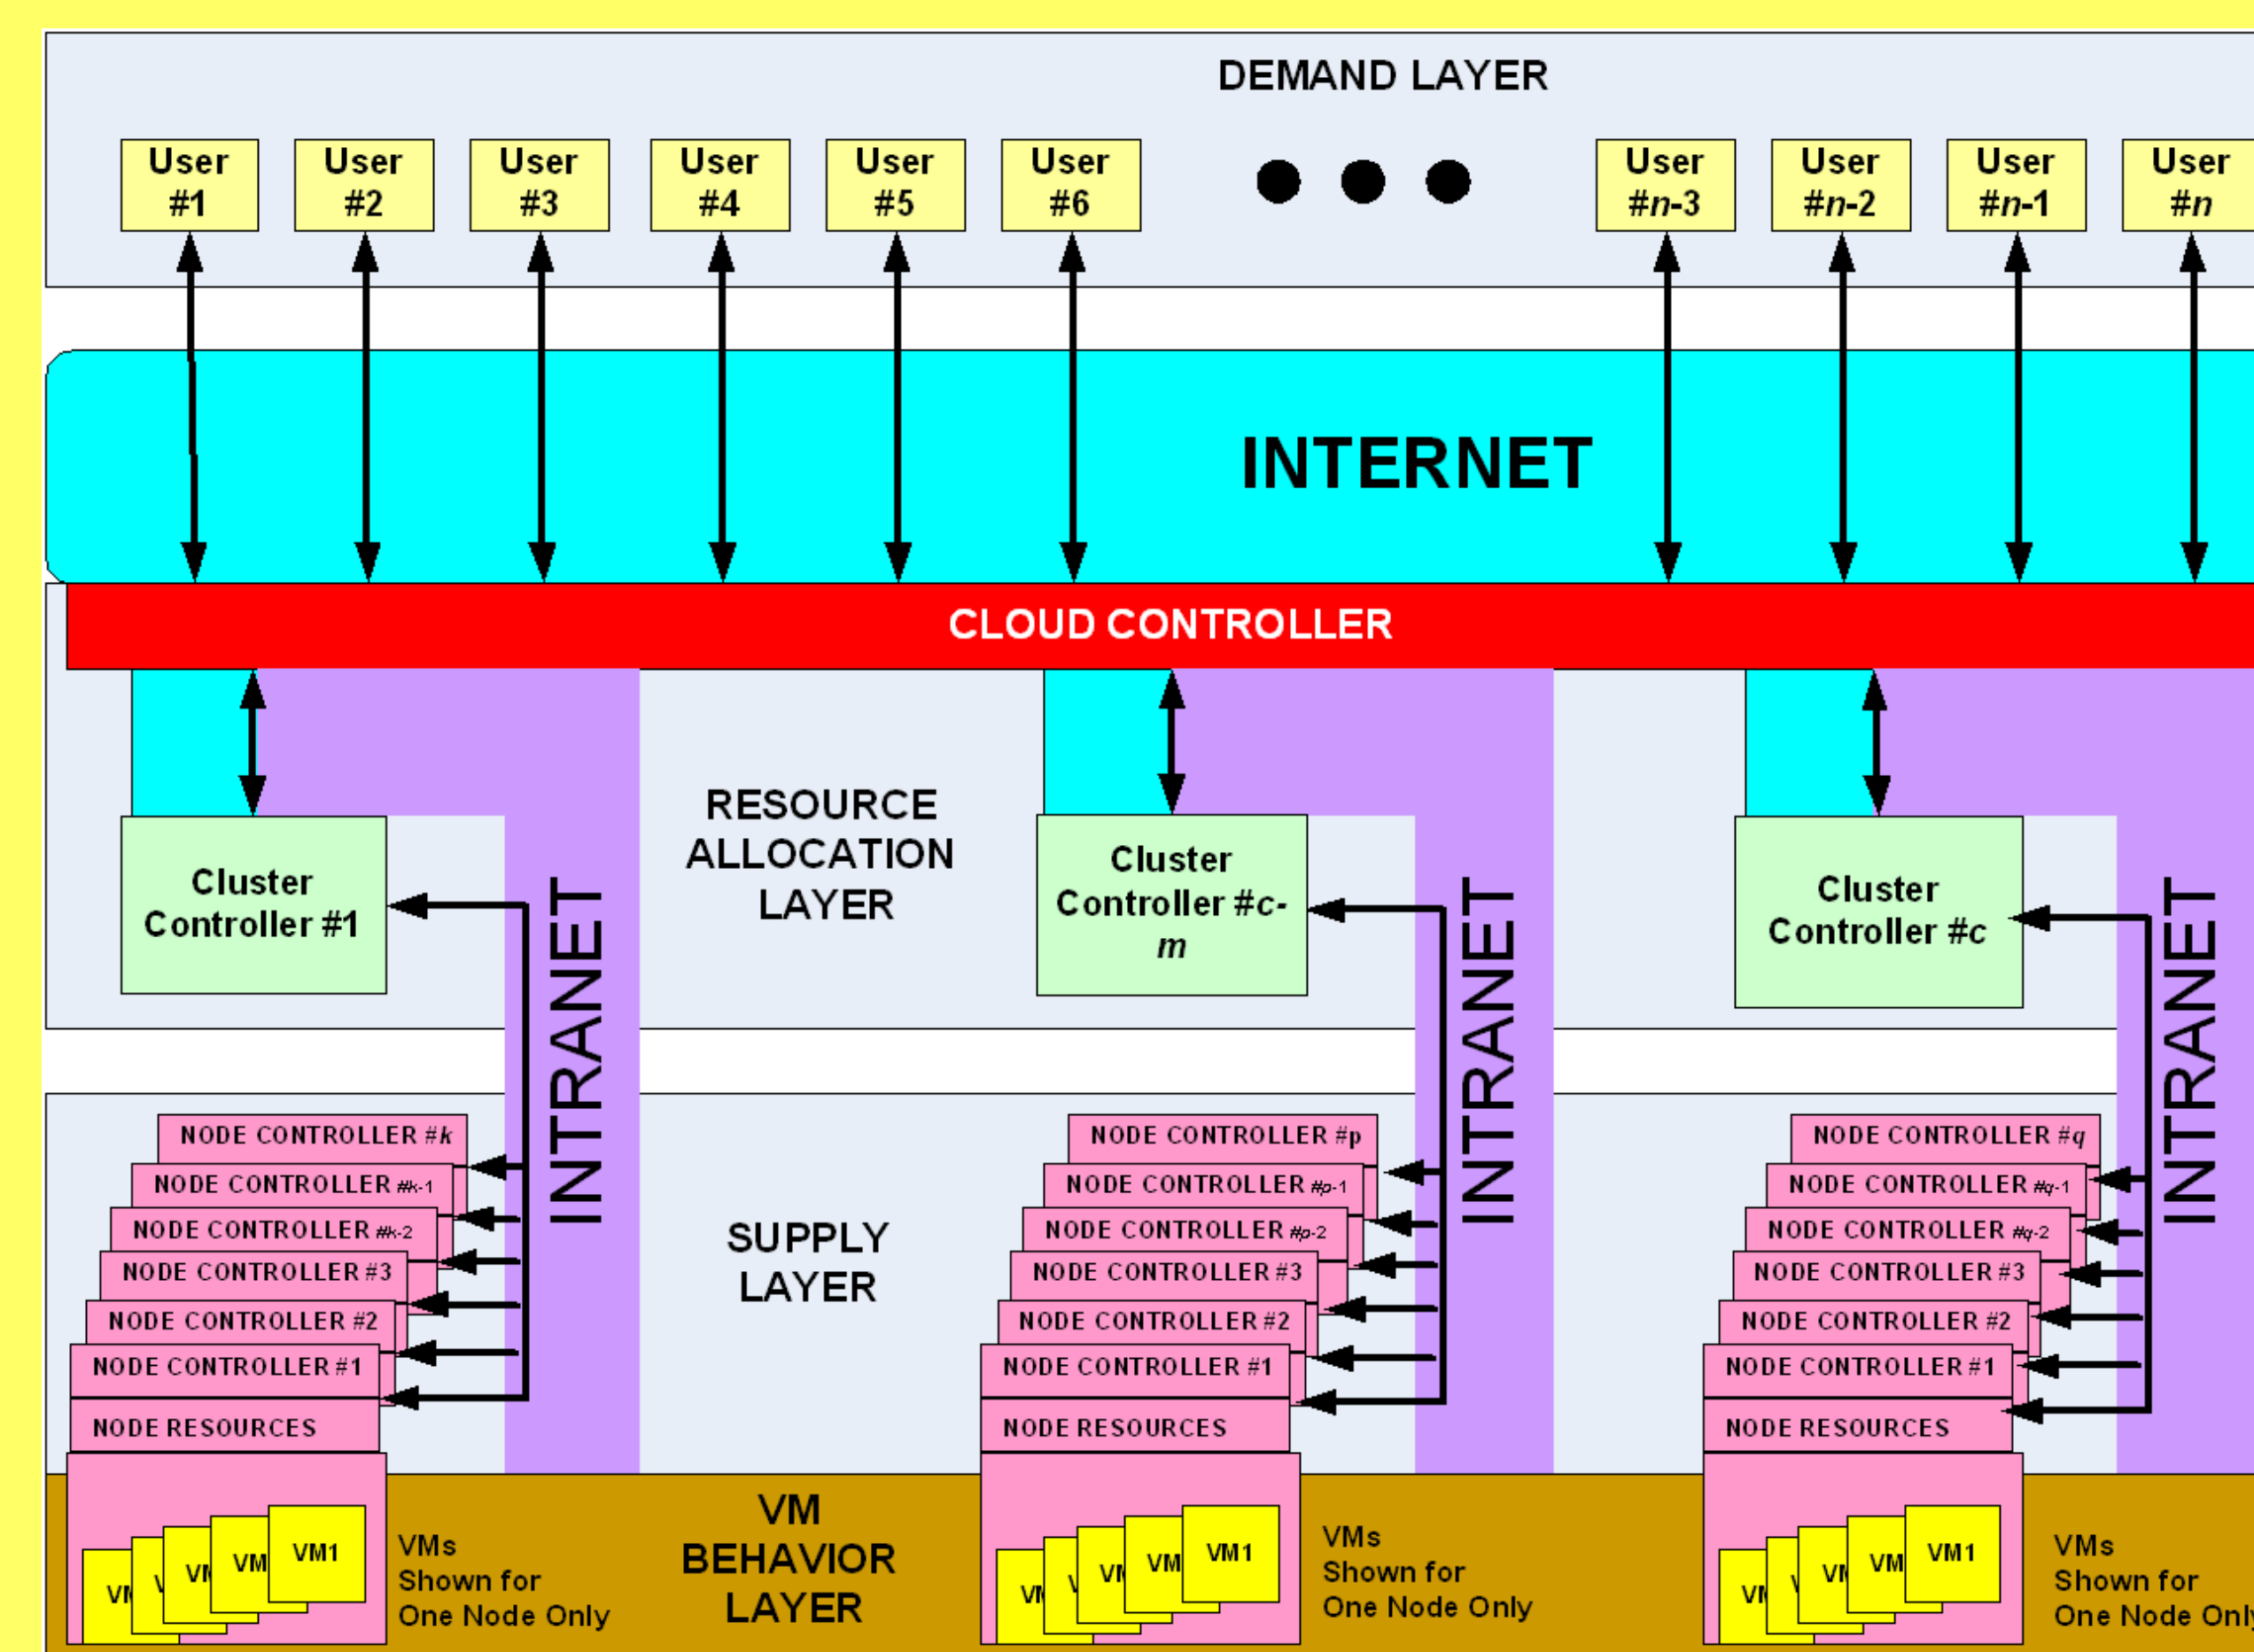 DEMAND LAYER
User
#1
User
#2
User
#3
User
#4
User
#5
User
#6
User
#n-3
User
#n-2
User
#n-1
User
#n
INTERNET
CLOUD CONTROLLER
Cluster
Controller #1
INTRANET
RESOURCE
ALLOCATION
LAYER
Cluster
Controller #c-
m
INTRANET
Cluster
Controller #c
INTRANET
NODE CONTROLLER #k
NODE CONTROLLER #k-1
NODE CONTROLLER #k-2
NODE CONTROLLER #3
NODE CONTROLLER #2
NODE CONTROLLER #1
NODE RESOURCES
SUPPLY
LAYER
NODE CONTROLLER #p
NODE CONTROLLER #p-1
NODE CONTROLLER #p-2
NODE CONTROLLER #3
NODE CONTROLLER #2
NODE CONTROLLER #1
NODE RESOURCES
NODE CONTROLLER #q
NODE CONTROLLER #q-1
NODE CONTROLLER #q-2
NODE CONTROLLER #3
NODE CONTROLLER #2
NODE CONTROLLER #1
NODE RESOURCES
VM
VM1
VMs
Shown for
One Node Only
VM
BEHAVIOR
LAYER
VM
VM1
VMs
Shown for
One Node Only
VM
VM1
VMs
Shown for
One Node Only